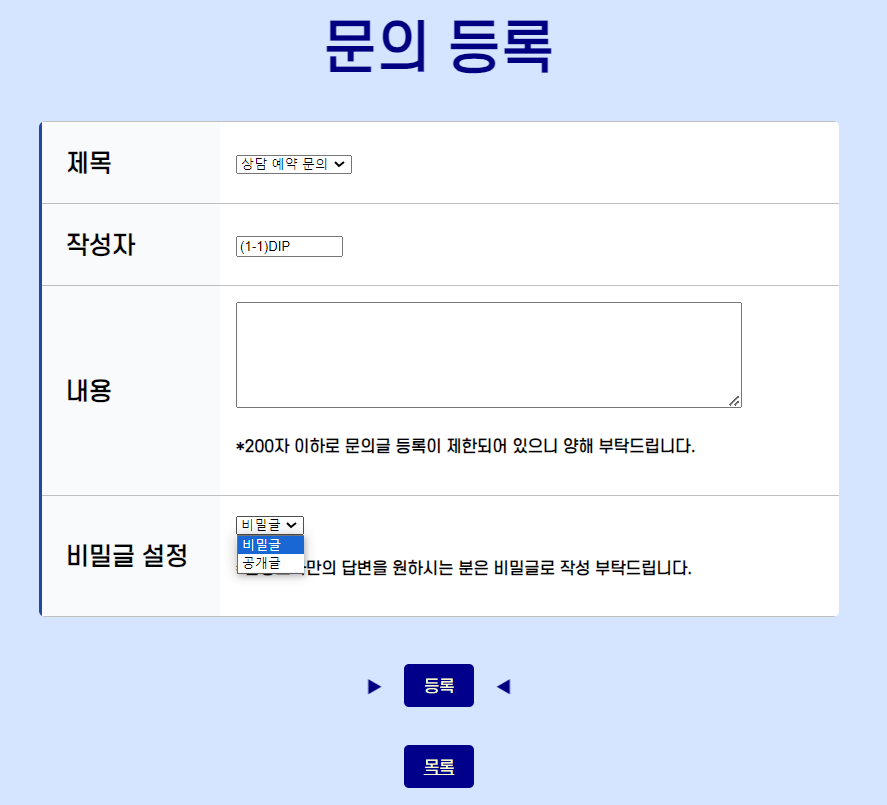 문의 등록
제목
상담 예약 문의
작성자
(1-1)DIP
내용
*200자 이하로 문의글 등록이 제한되어 있으니 양해 부탁드립니다.
비밀글 설정
비밀글
비밀글
공개글
만의 답변을 원하시는 분은 비밀글로 작성 부탁드립니다.
등록
목록